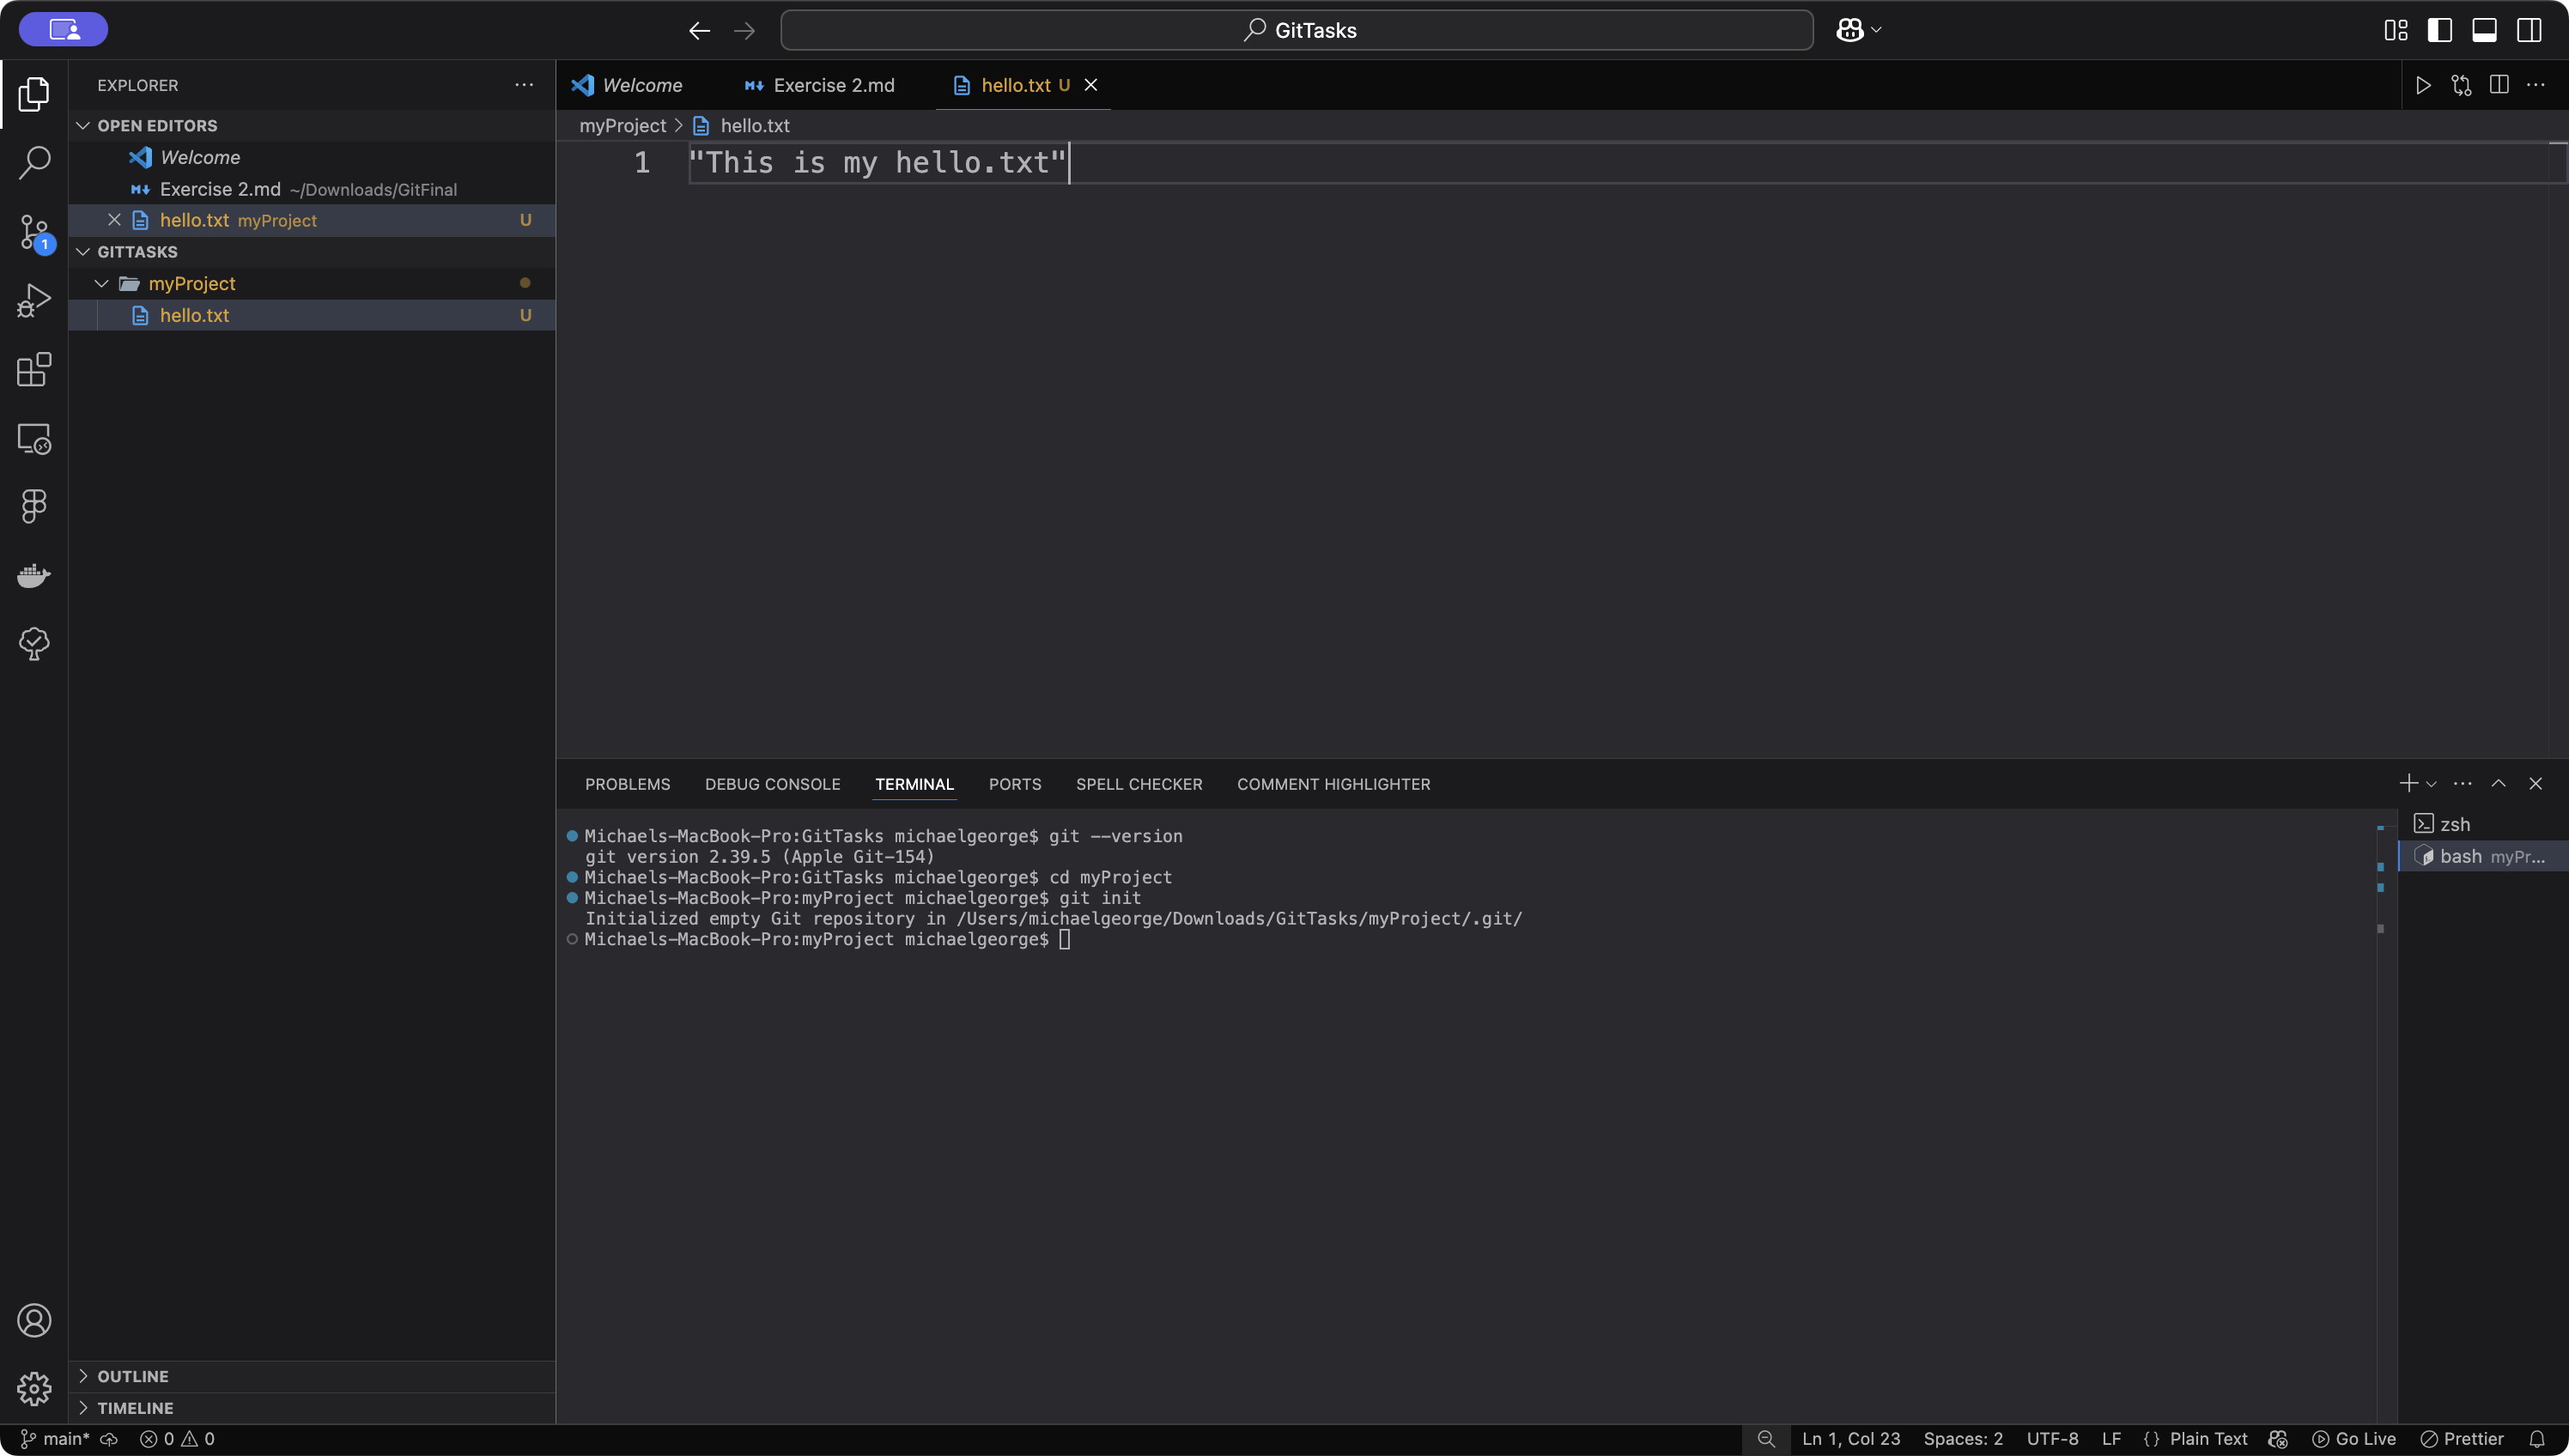 GitTasks
EXPLORER
OPEN EDITORS
Welcome
Exercise 2.md ~/Downloads/GitFinal
hello.txt myProject U
GITTASKS
myProject
hello.txt U
OUTLINE
TIMELINE
1
Welcome
Exercise 2.md
hello.txt U
myProject > hello.txt
1 "This is my hello.txt"
PROBLEMS DEBUG CONSOLE TERMINAL PORTS SPELL CHECKER COMMENT HIGHLIGHTER
Michaels-MacBook-Pro:GitTasks michaelgeorge$ git --version
git version 2.39.5 (Apple Git-154)
Michaels-MacBook-Pro:GitTasks michaelgeorge$ cd myProject
Michaels-MacBook-Pro:myProject michaelgeorge$ git init
Initialized empty Git repository in /Users/michaelgeorge/Downloads/GitTasks/myProject/.git/
Michaels-MacBook-Pro:myProject michaelgeorge$
zsh
bash myPr...
main* 0 0
Ln 1, Col 23 Spaces: 2 UTF-8 LF {} Plain Text Go Live Prettier